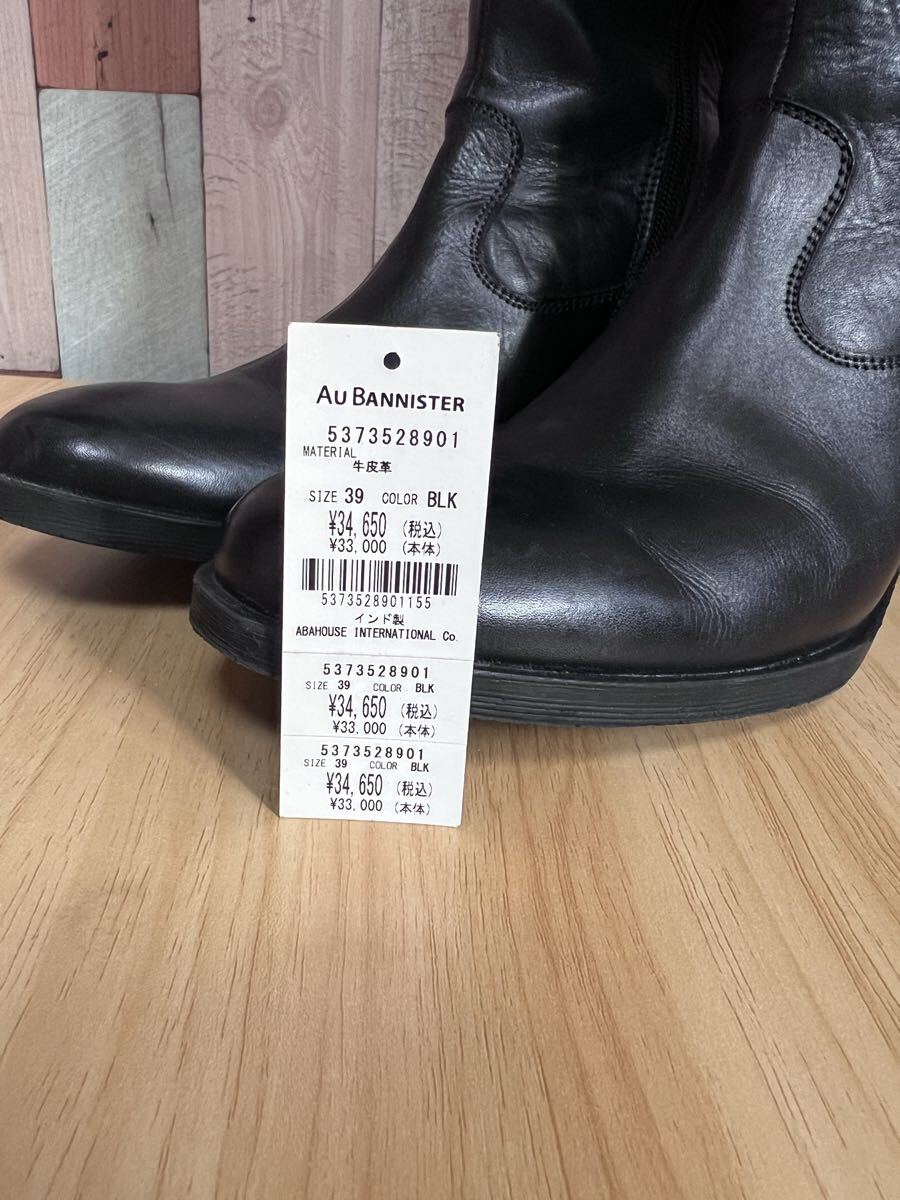 AU BANNISTER
5373528901
MATERIAL
牛皮革
SIZE 39 COLOR BLK
¥34,650 (税込)
¥33,000 (本体)
5373528901155
インド製
ABAHOUSE INTERNATIONAL Co.
5373528901
SIZE 39 COLOR BLK
¥34,650 (税込)
¥33,000 (本体)
5373528901
SIZE 39 COLOR BLK
¥34,650 (税込)
¥33,000 (本体)